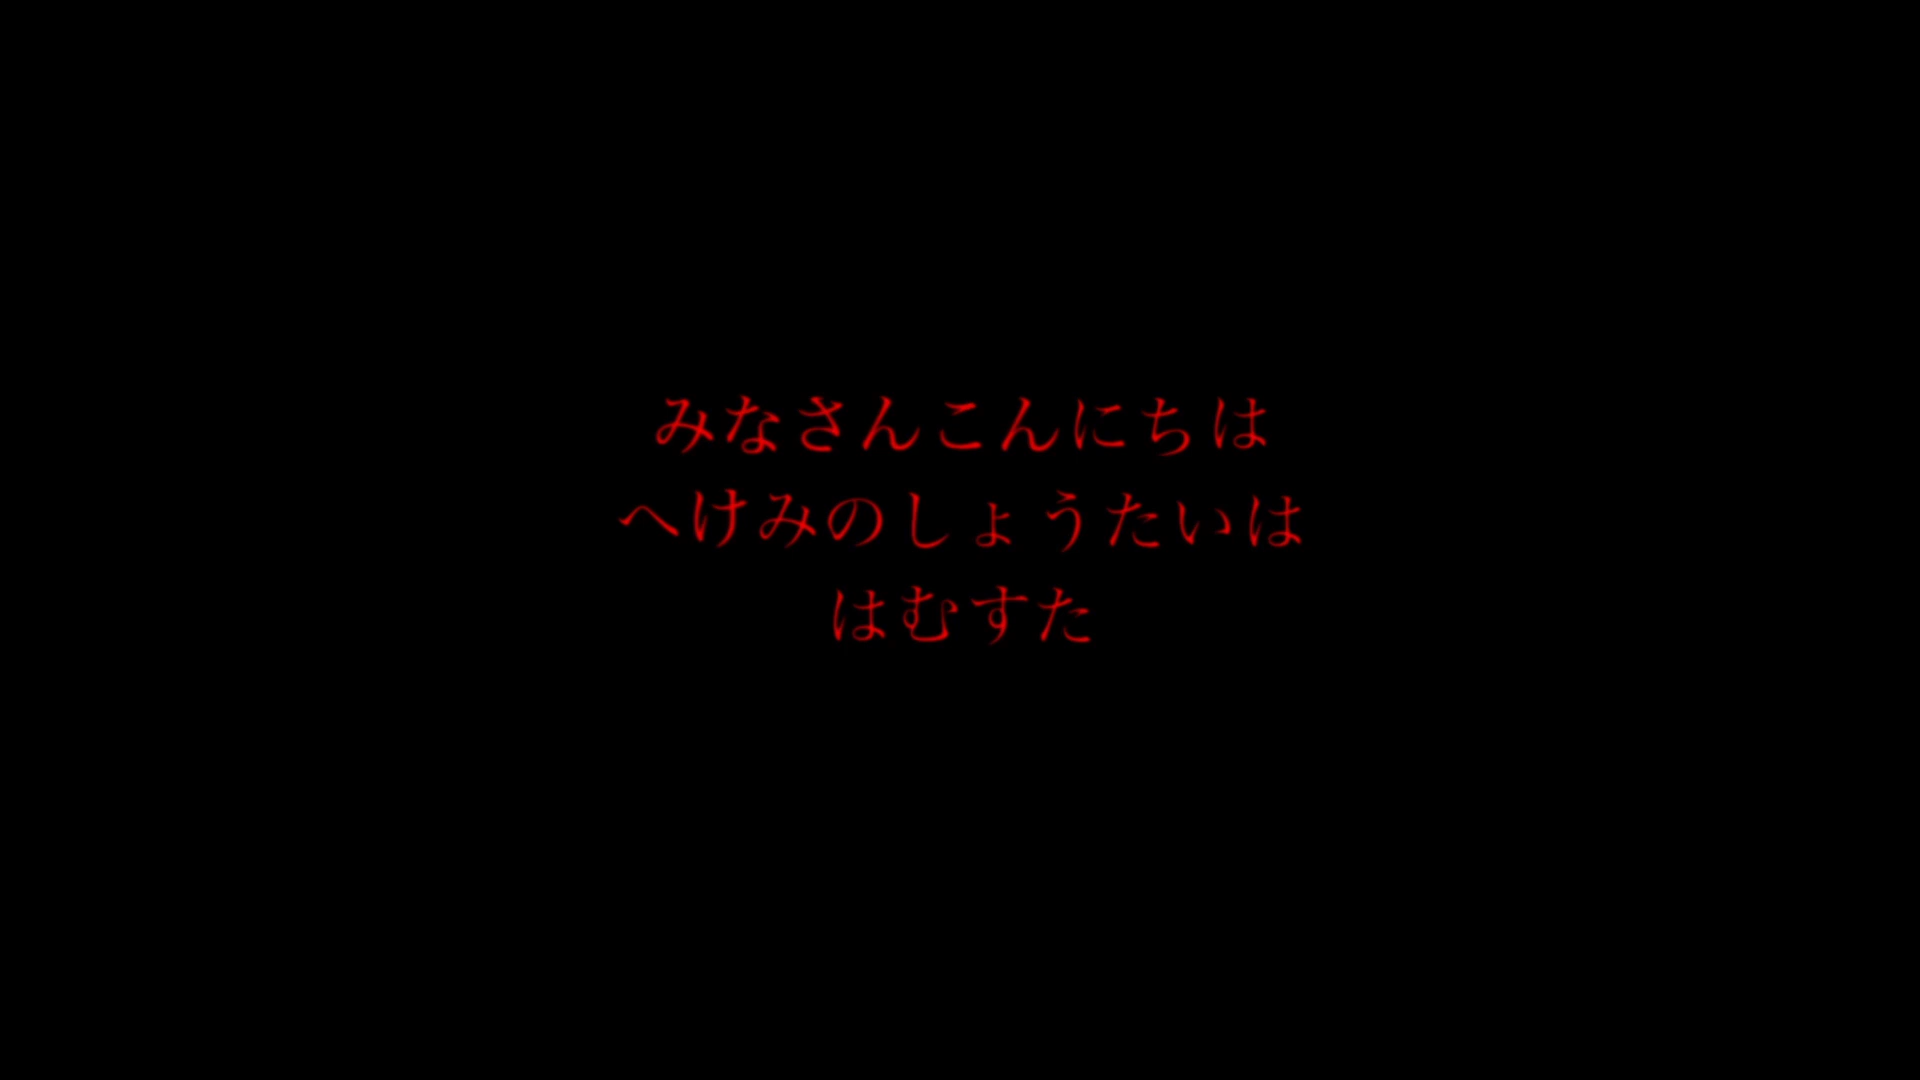 みなさんこんにちは
へけみのしょうたいは
はむすた